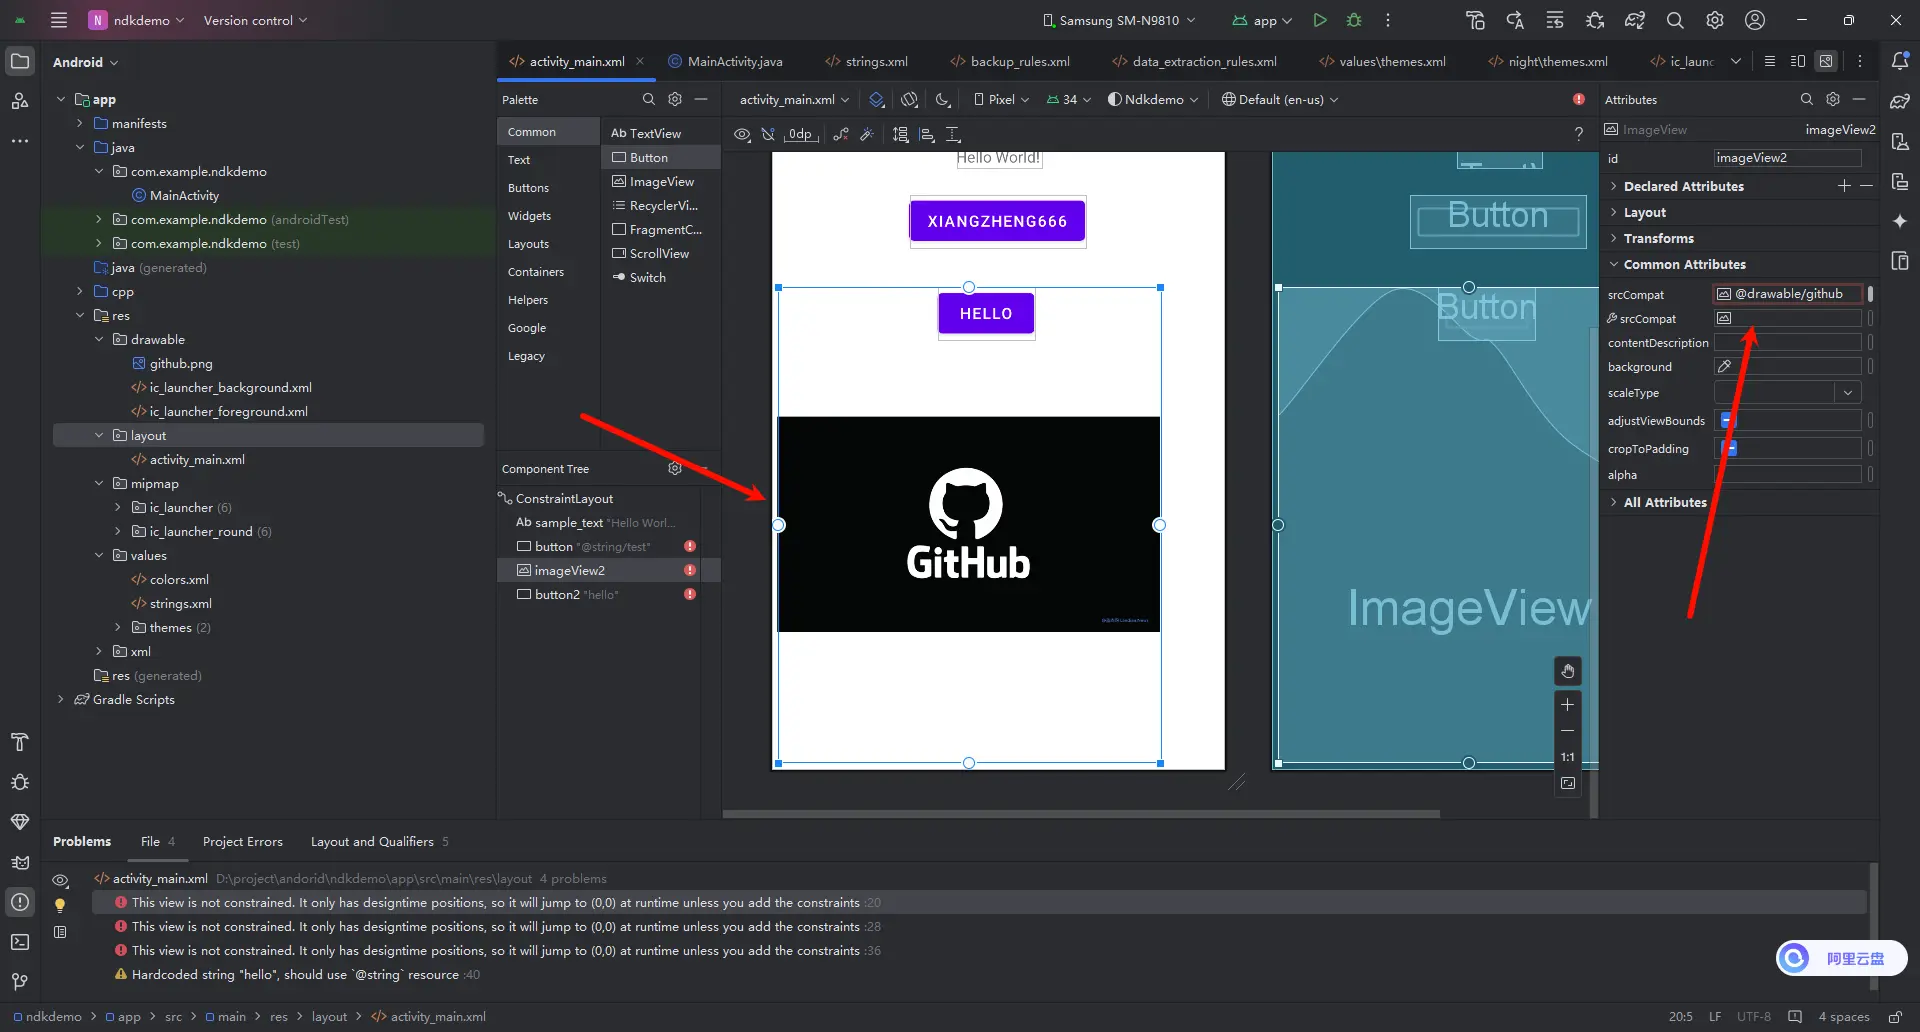 N ndkdemo Version control Samsung SM-N9810 app
Android
app
manifests
java
com.example.ndkdemo
MainActivity
com.example.ndkdemo (androidTest)
com.example.ndkdemo (test)
java (generated)
cpp
res
drawable
github.png
ic_launcher_background.xml
ic_launcher_foreground.xml
layout
activity_main.xml
mipmap
ic_launcher (6)
ic_launcher_round (6)
values
colors.xml
strings.xml
themes (2)
xml
res (generated)
Gradle Scripts
activity_main.xml MainActivity.java strings.xml backup_rules.xml data_extraction_rules.xml values\themes.xml night\themes.xml ic_launc
Palette
Common
Text
Buttons
Widgets
Layouts
Containers
Helpers
Google
Legacy
Ab TextView
Button
ImageView
RecyclerVi...
FragmentC...
ScrollView
Switch
Component Tree
ConstraintLayout
Ab sample_text "Hello Worl...
button "@string/test"
imageView2
button2 "hello"
activity_main.xml Pixel 34 Ndkdemo Default (en-us)
0dp
?
Hello World!
XIANGZHENG666
HELLO
GitHub
Button
Button
ImageView
1:1
Attributes
ImageView imageView2
id imageView2
Declared Attributes
Layout
Transforms
Common Attributes
srcCompat @drawable/github
srcCompat
contentDescription
background
scaleType
adjustViewBounds
cropToPadding
alpha
All Attributes
Problems File 4 Project Errors Layout and Qualifiers 5
activity_main.xml D:\project\andorid\ndkdemo\app\src\main\res\layout 4 problems
This view is not constrained. It only has designtime positions, so it will jump to (0,0) at runtime unless you add the constraints :20
This view is not constrained. It only has designtime positions, so it will jump to (0,0) at runtime unless you add the constraints :28
This view is not constrained. It only has designtime positions, so it will jump to (0,0) at runtime unless you add the constraints :36
Hardcoded string "hello", should use `@string` resource :40
阿里云盘
ndkdemo > app > src > main > res > layout > activity_main.xml 20:5 LF UTF-8 4 spaces